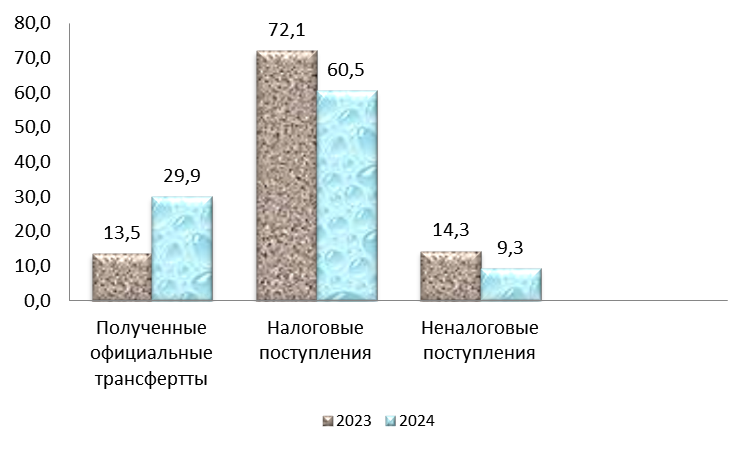 80,0
70,0
60,0
50,0
40,0
30,0
20,0
10,0
0,0
13,5
29,9
72,1
60,5
14,3
9,3
Полученные
официальные
трансфертты
Налоговые
поступления
Неналоговые
поступления
2023
2024